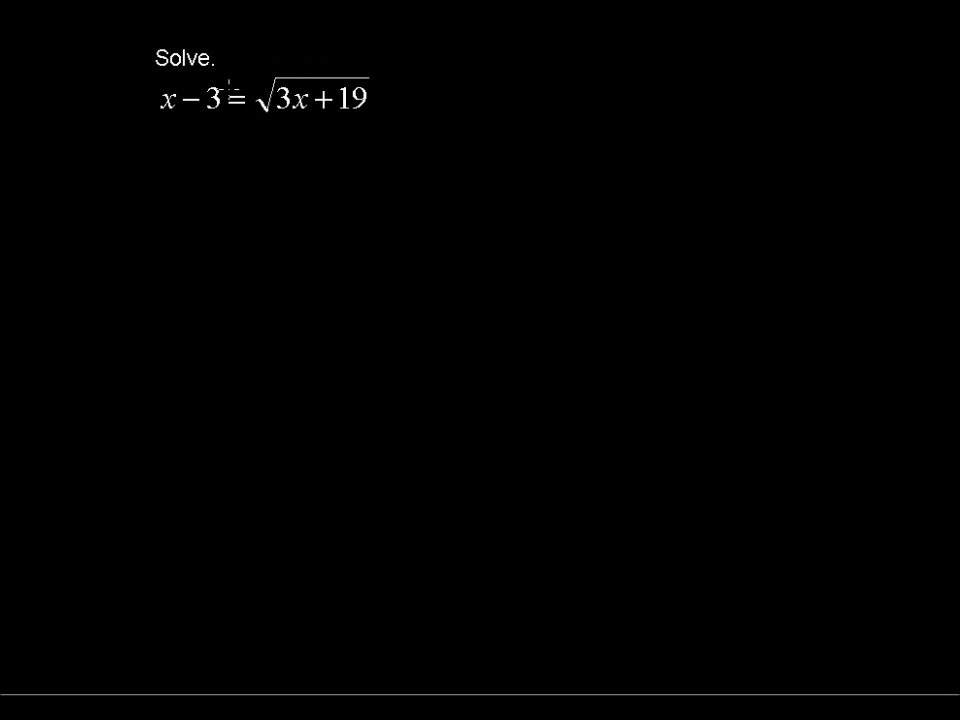 Solve.
x − 3 = √(3x + 19)